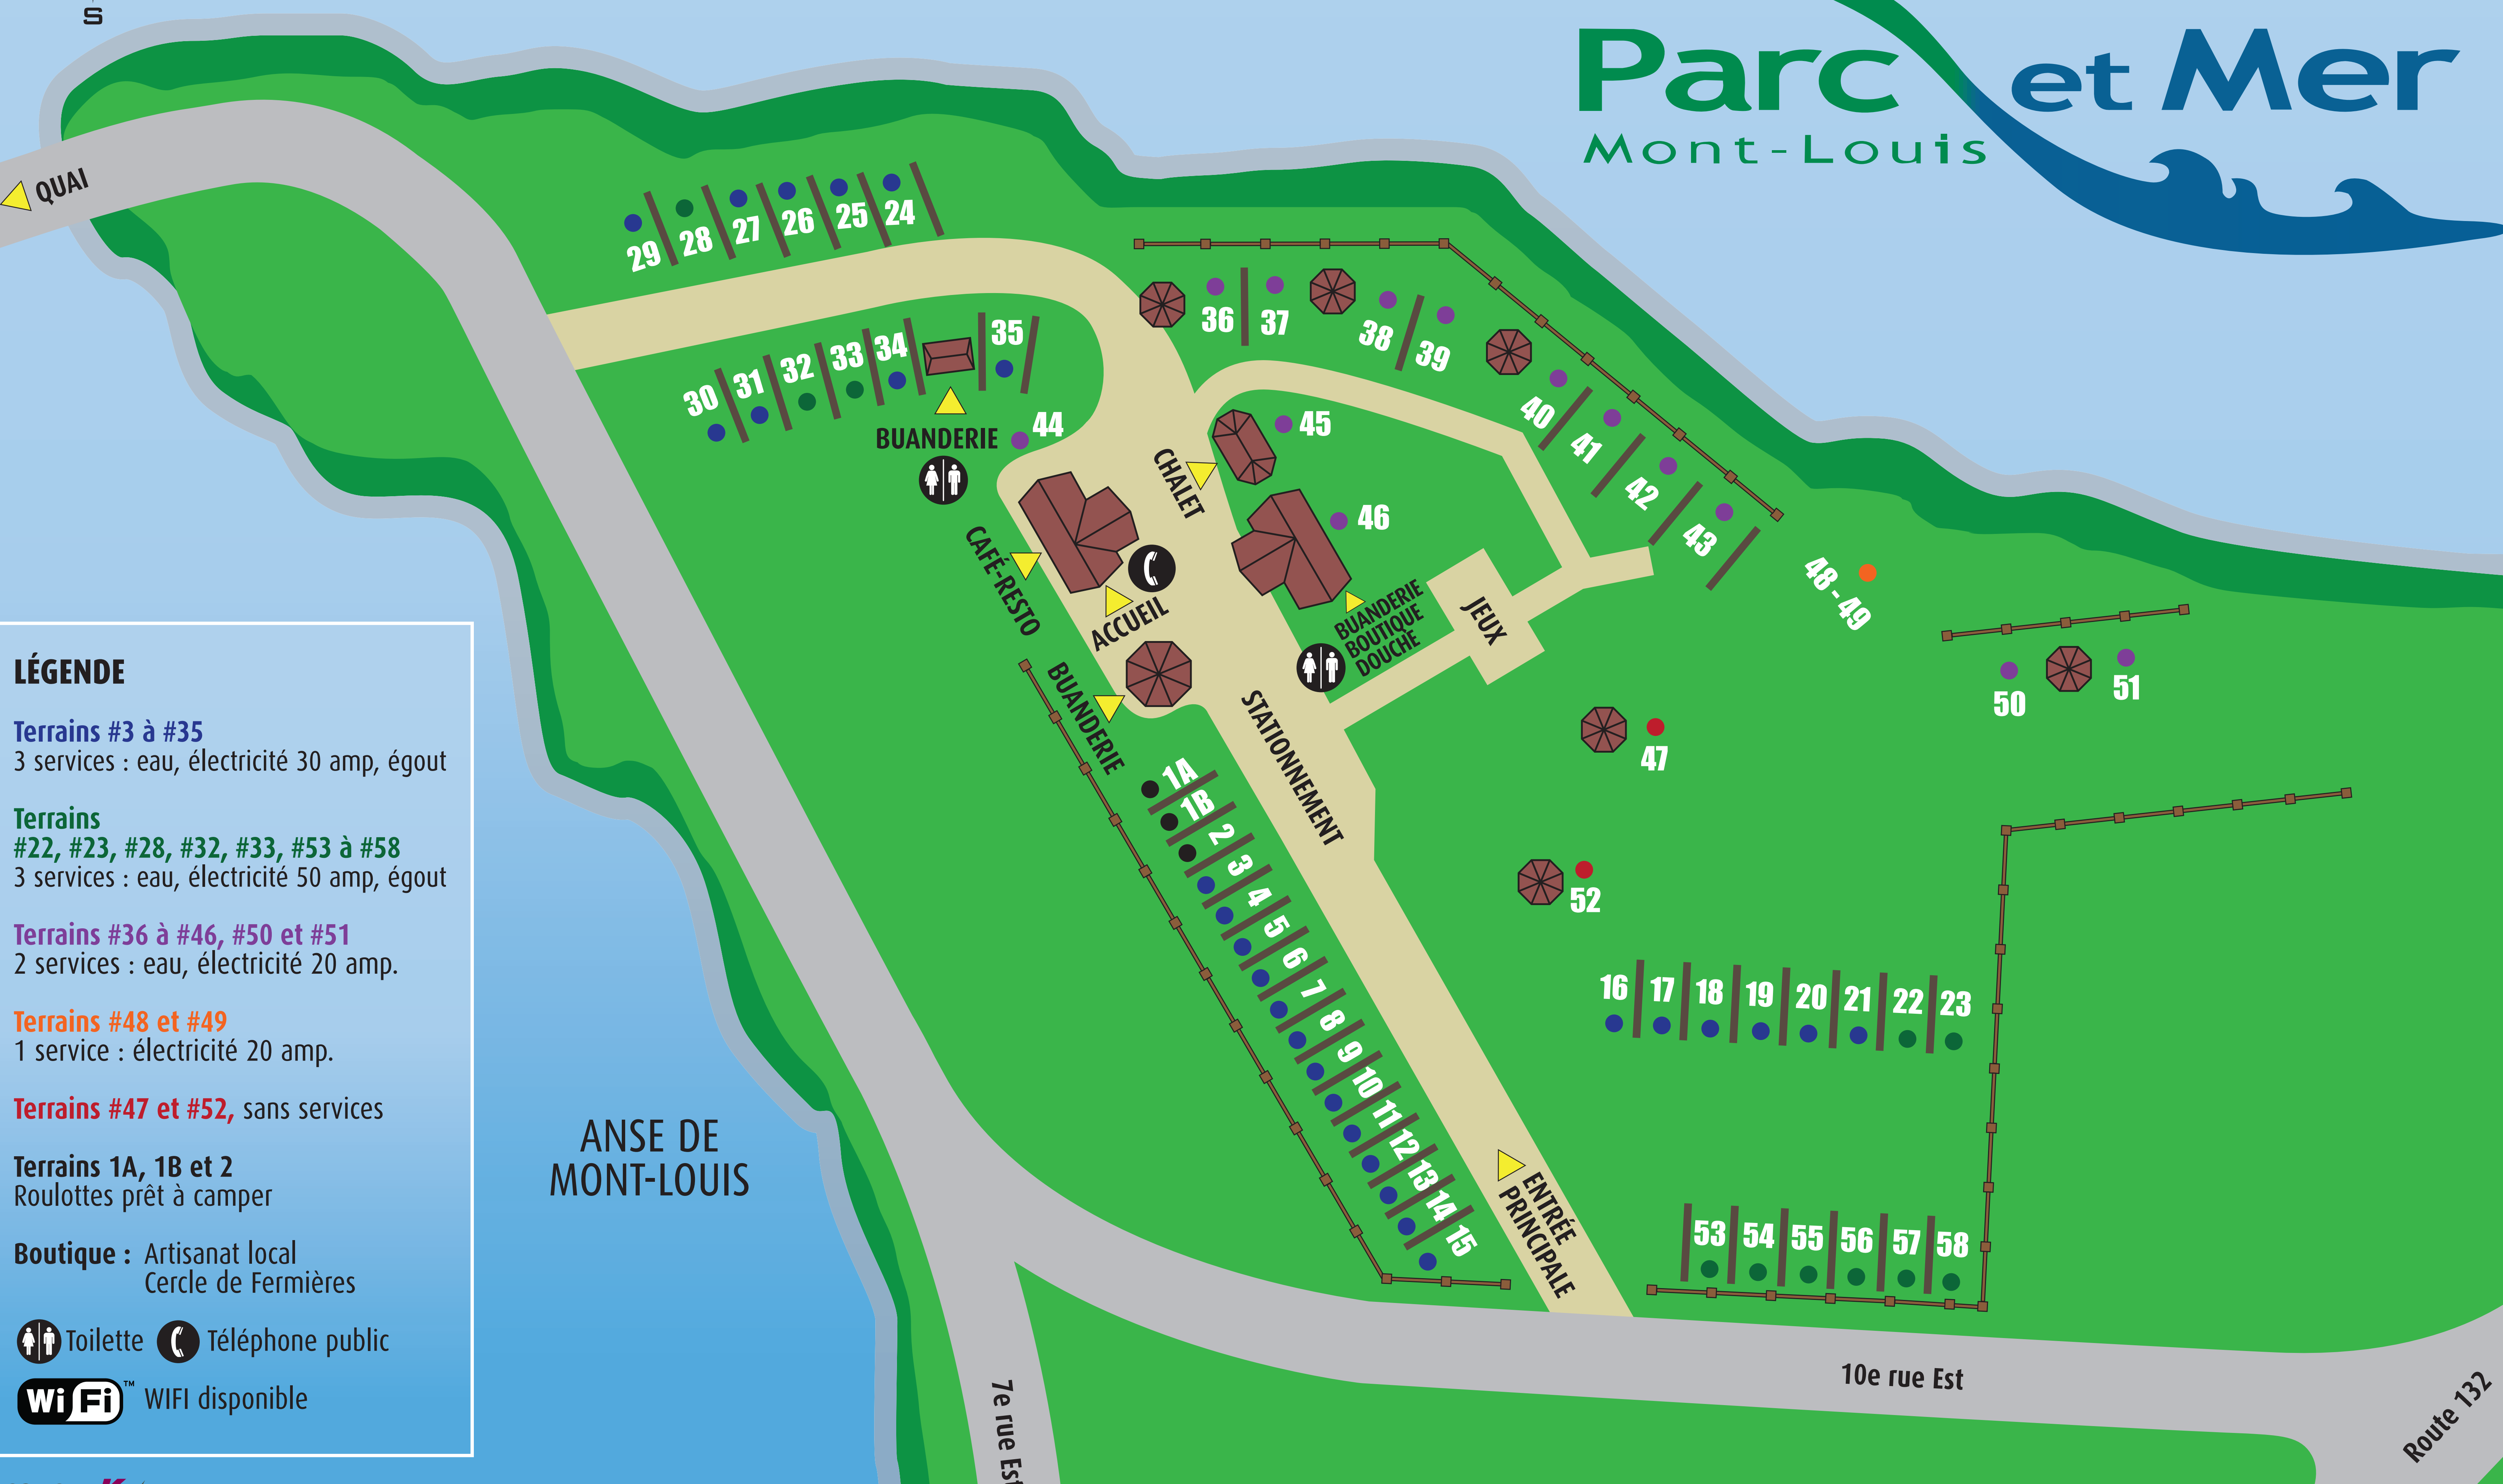 S
Parc et Mer
Mont-Louis
QUAI
29
28
27
26
25
24
30
31
32
33
34
35
36
37
38
39
40
41
42
43
44
45
46
48 - 49
50
51
47
52
BUANDERIE
CHALET
CAFÉ-RESTO
ACCUEIL
BUANDERIE
BOUTIQUE
DOUCHE
JEUX
BUANDERIE
STATIONNEMENT
1A
1B
2
3
4
5
6
7
8
9
10
11
12
13
14
15
16
17
18
19
20
21
22
23
53
54
55
56
57
58
ENTRÉE
PRINCIPALE
ANSE DE
MONT-LOUIS
7e rue Est
10e rue Est
Route 132
LÉGENDE
Terrains #3 à #35
3 services : eau, électricité 30 amp, égout
Terrains
#22, #23, #28, #32, #33, #53 à #58
3 services : eau, électricité 50 amp, égout
Terrains #36 à #46, #50 et #51
2 services : eau, électricité 20 amp.
Terrains #48 et #49
1 service : électricité 20 amp.
Terrains #47 et #52, sans services
Terrains 1A, 1B et 2
Roulottes prêt à camper
Boutique : Artisanat local
Cercle de Fermières
Toilette Téléphone public
WiFi TM WIFI disponible